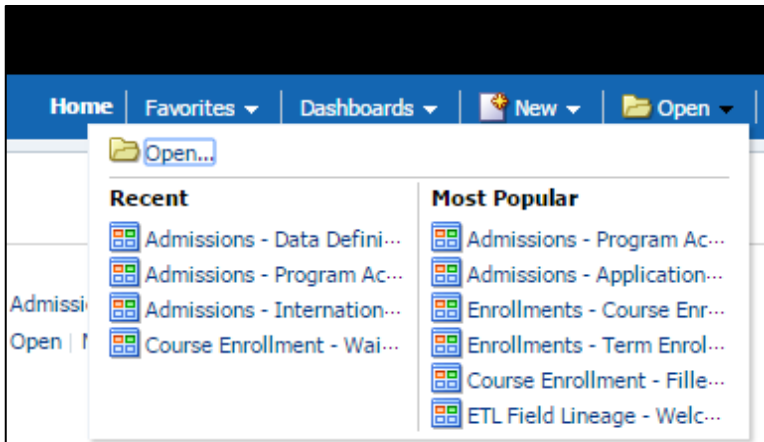 Home Favorites Dashboards New Open
Open...
Recent
Admissions - Data Defini...
Admissions - Program Ac...
Admissions - Internation...
Course Enrollment - Wai...
Most Popular
Admissions - Program Ac...
Admissions - Application...
Enrollments - Course Enr...
Enrollments - Term Enrol...
Course Enrollment - Fille...
ETL Field Lineage - Welc...
Admissi
Open |